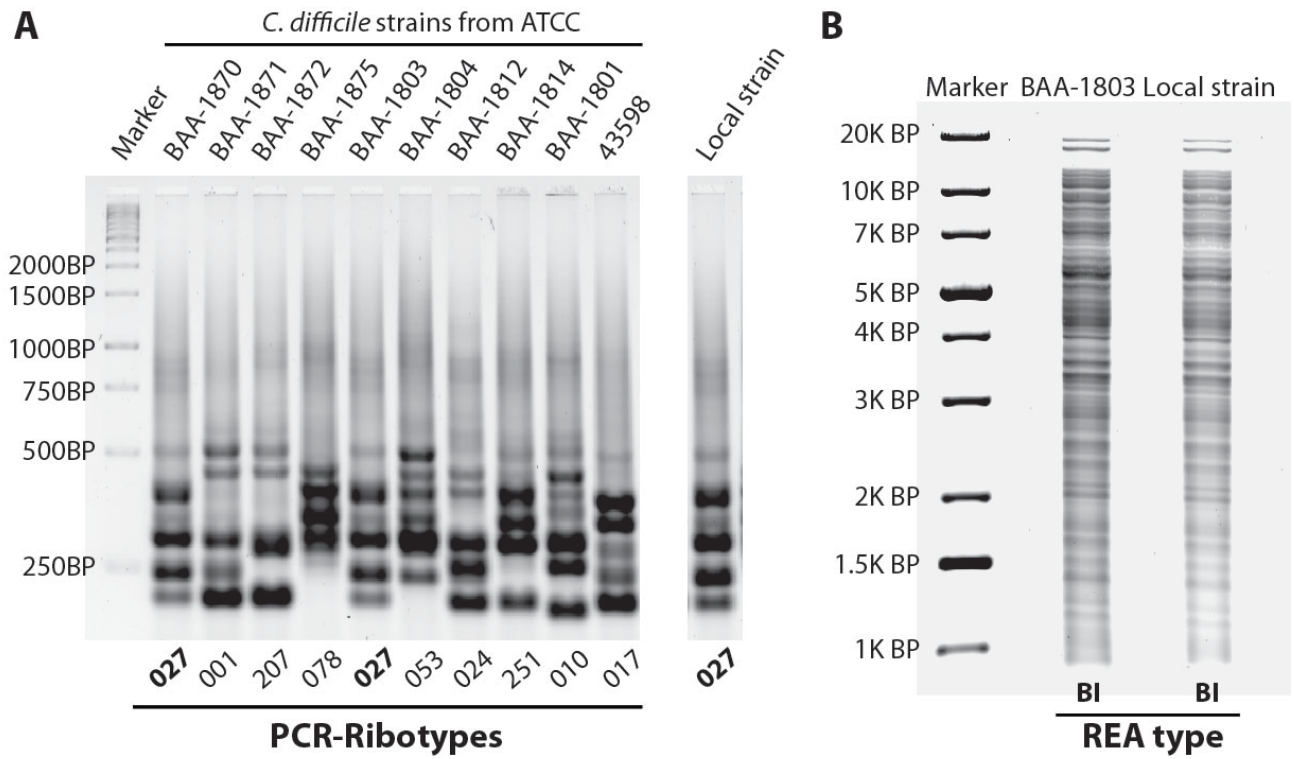 A
C. difficile strains from ATCC
Marker
BAA-1870
BAA-1871
BAA-1872
BAA-1875
BAA-1803
BAA-1804
BAA-1812
BAA-1814
BAA-1801
43598
Local strain
2000BP
1500BP
1000BP
750BP
500BP
250BP
027
001
207
078
027
053
024
251
010
017
027
PCR-Ribotypes
B
Marker BAA-1803 Local strain
20K BP
10K BP
7K BP
5K BP
4K BP
3K BP
2K BP
1.5K BP
1K BP
BI BI
REA type